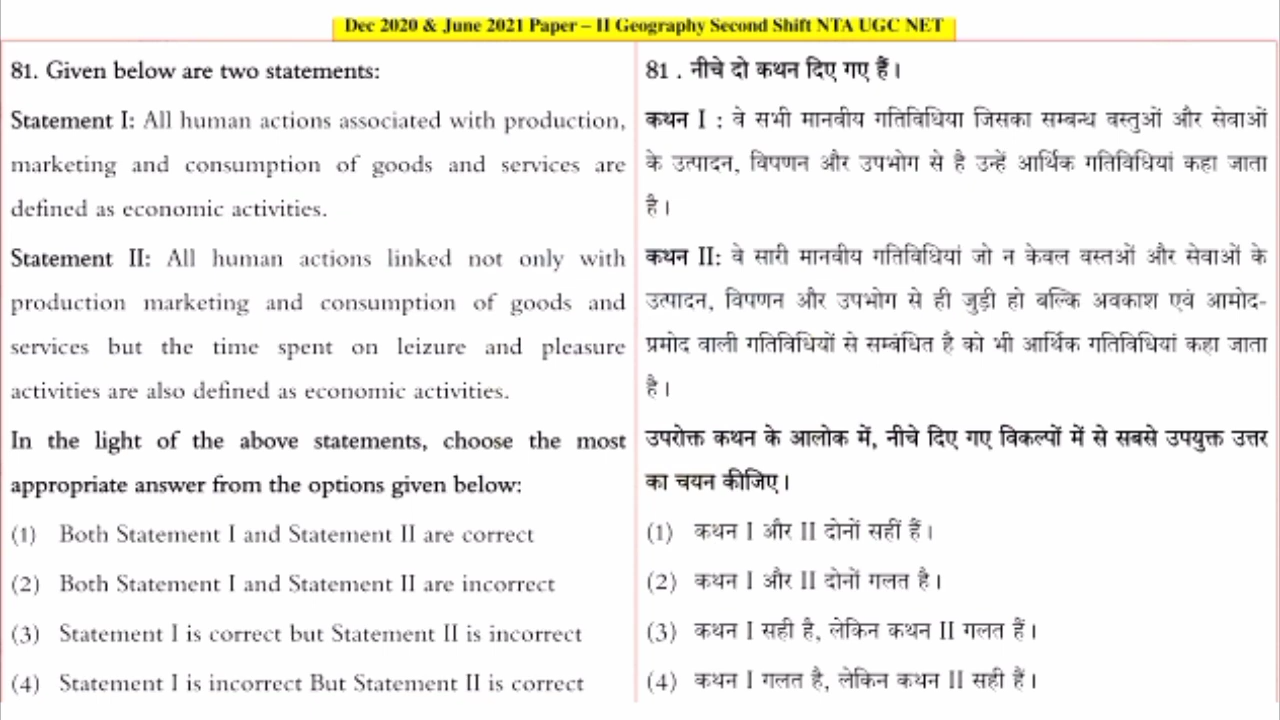 Dec 2020 & June 2021 Paper – II Geography Second Shift NTA UGC NET
81. Given below are two statements:
Statement I: All human actions associated with production,
marketing and consumption of goods and services are
defined as economic activities.
Statement II: All human actions linked not only with
production marketing and consumption of goods and
services but the time spent on leizure and pleasure
activities are also defined as economic activities.
In the light of the above statements, choose the most
appropriate answer from the options given below:
(1) Both Statement I and Statement II are correct
(2) Both Statement I and Statement II are incorrect
(3) Statement I is correct but Statement II is incorrect
(4) Statement I is incorrect But Statement II is correct
81 . नीचे दो कथन दिए गए हैं।
कथन I : वे सभी मानवीय गतिविधिया जिसका सम्बन्ध वस्तुओं और सेवाओं
के उत्पादन, विपणन और उपभोग से है उन्हें आर्थिक गतिविधियां कहा जाता
है।
कथन II: वे सारी मानवीय गतिविधियां जो न केवल वस्तओं और सेवाओं के
उत्पादन, विपणन और उपभोग से ही जुड़ी हो बल्कि अवकाश एवं आमोद-
प्रमोद वाली गतिविधियों से सम्बंधित है को भी आर्थिक गतिविधियां कहा जाता
है।
उपरोक्त कथन के आलोक में, नीचे दिए गए विकल्पों में से सबसे उपयुक्त उत्तर
का चयन कीजिए।
(1) कथन I और II दोनों सहीं हैं।
(2) कथन I और II दोनों गलत है।
(3) कथन I सही है, लेकिन कथन II गलत हैं।
(4) कथन I गलत है, लेकिन कथन II सही हैं।